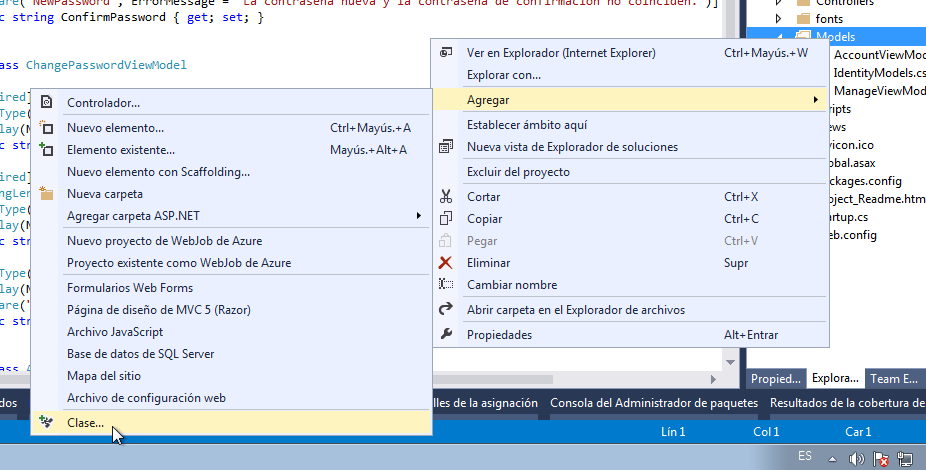 are("NewPassword", ErrorMessage = "La contraseña nueva y la contraseña de confirmación no coinciden.")]
c string ConfirmPassword { get; set; }
ass ChangePasswordViewModel
ired]
Type(
lay(N
c str
ired]
ngLen
Type(
lay(N
c str
Type(
lay(N
are("
c str
ass A
Controllers
fonts
Models
AccountViewMod
IdentityModels.cs
ManageViewMod
ripts
ews
vicon.ico
obal.asax
ckages.config
oject_Readme.htm
artup.cs
eb.config
Ver en Explorador (Internet Explorer) Ctrl+Mayús.+W
Explorar con...
Agregar
Establecer ámbito aquí
Nueva vista de Explorador de soluciones
Excluir del proyecto
Cortar Ctrl+X
Copiar Ctrl+C
Pegar Ctrl+V
Eliminar Supr
Cambiar nombre
Abrir carpeta en el Explorador de archivos
Propiedades Alt+Entrar
Controlador...
Nuevo elemento... Ctrl+Mayús.+A
Elemento existente... Mayús.+Alt+A
Nuevo elemento con Scaffolding...
Nueva carpeta
Agregar carpeta ASP.NET
Nuevo proyecto de WebJob de Azure
Proyecto existente como WebJob de Azure
Formularios Web Forms
Página de diseño de MVC 5 (Razor)
Archivo JavaScript
Base de datos de SQL Server
Mapa del sitio
Archivo de configuración web
Clase...
Propied... Explora... Team E...
dos lles de la asignación Consola del Administrador de paquetes Resultados de la cobertura de
Lín 1 Col 1 Car 1
ES